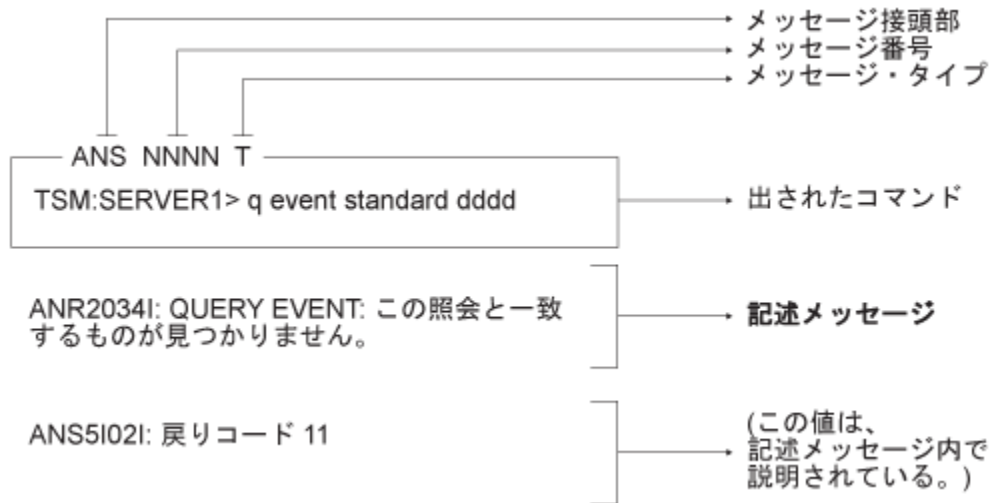 メッセージ接頭部
メッセージ番号
メッセージ・タイプ
ANS NNNN T
TSM:SERVER1> q event standard dddd
出されたコマンド
ANR2034I: QUERY EVENT: この照会と一致
するものが見つかりません。
記述メッセージ
ANS5I02I: 戻りコード 11
(この値は、
記述メッセージ内で
説明されている。)